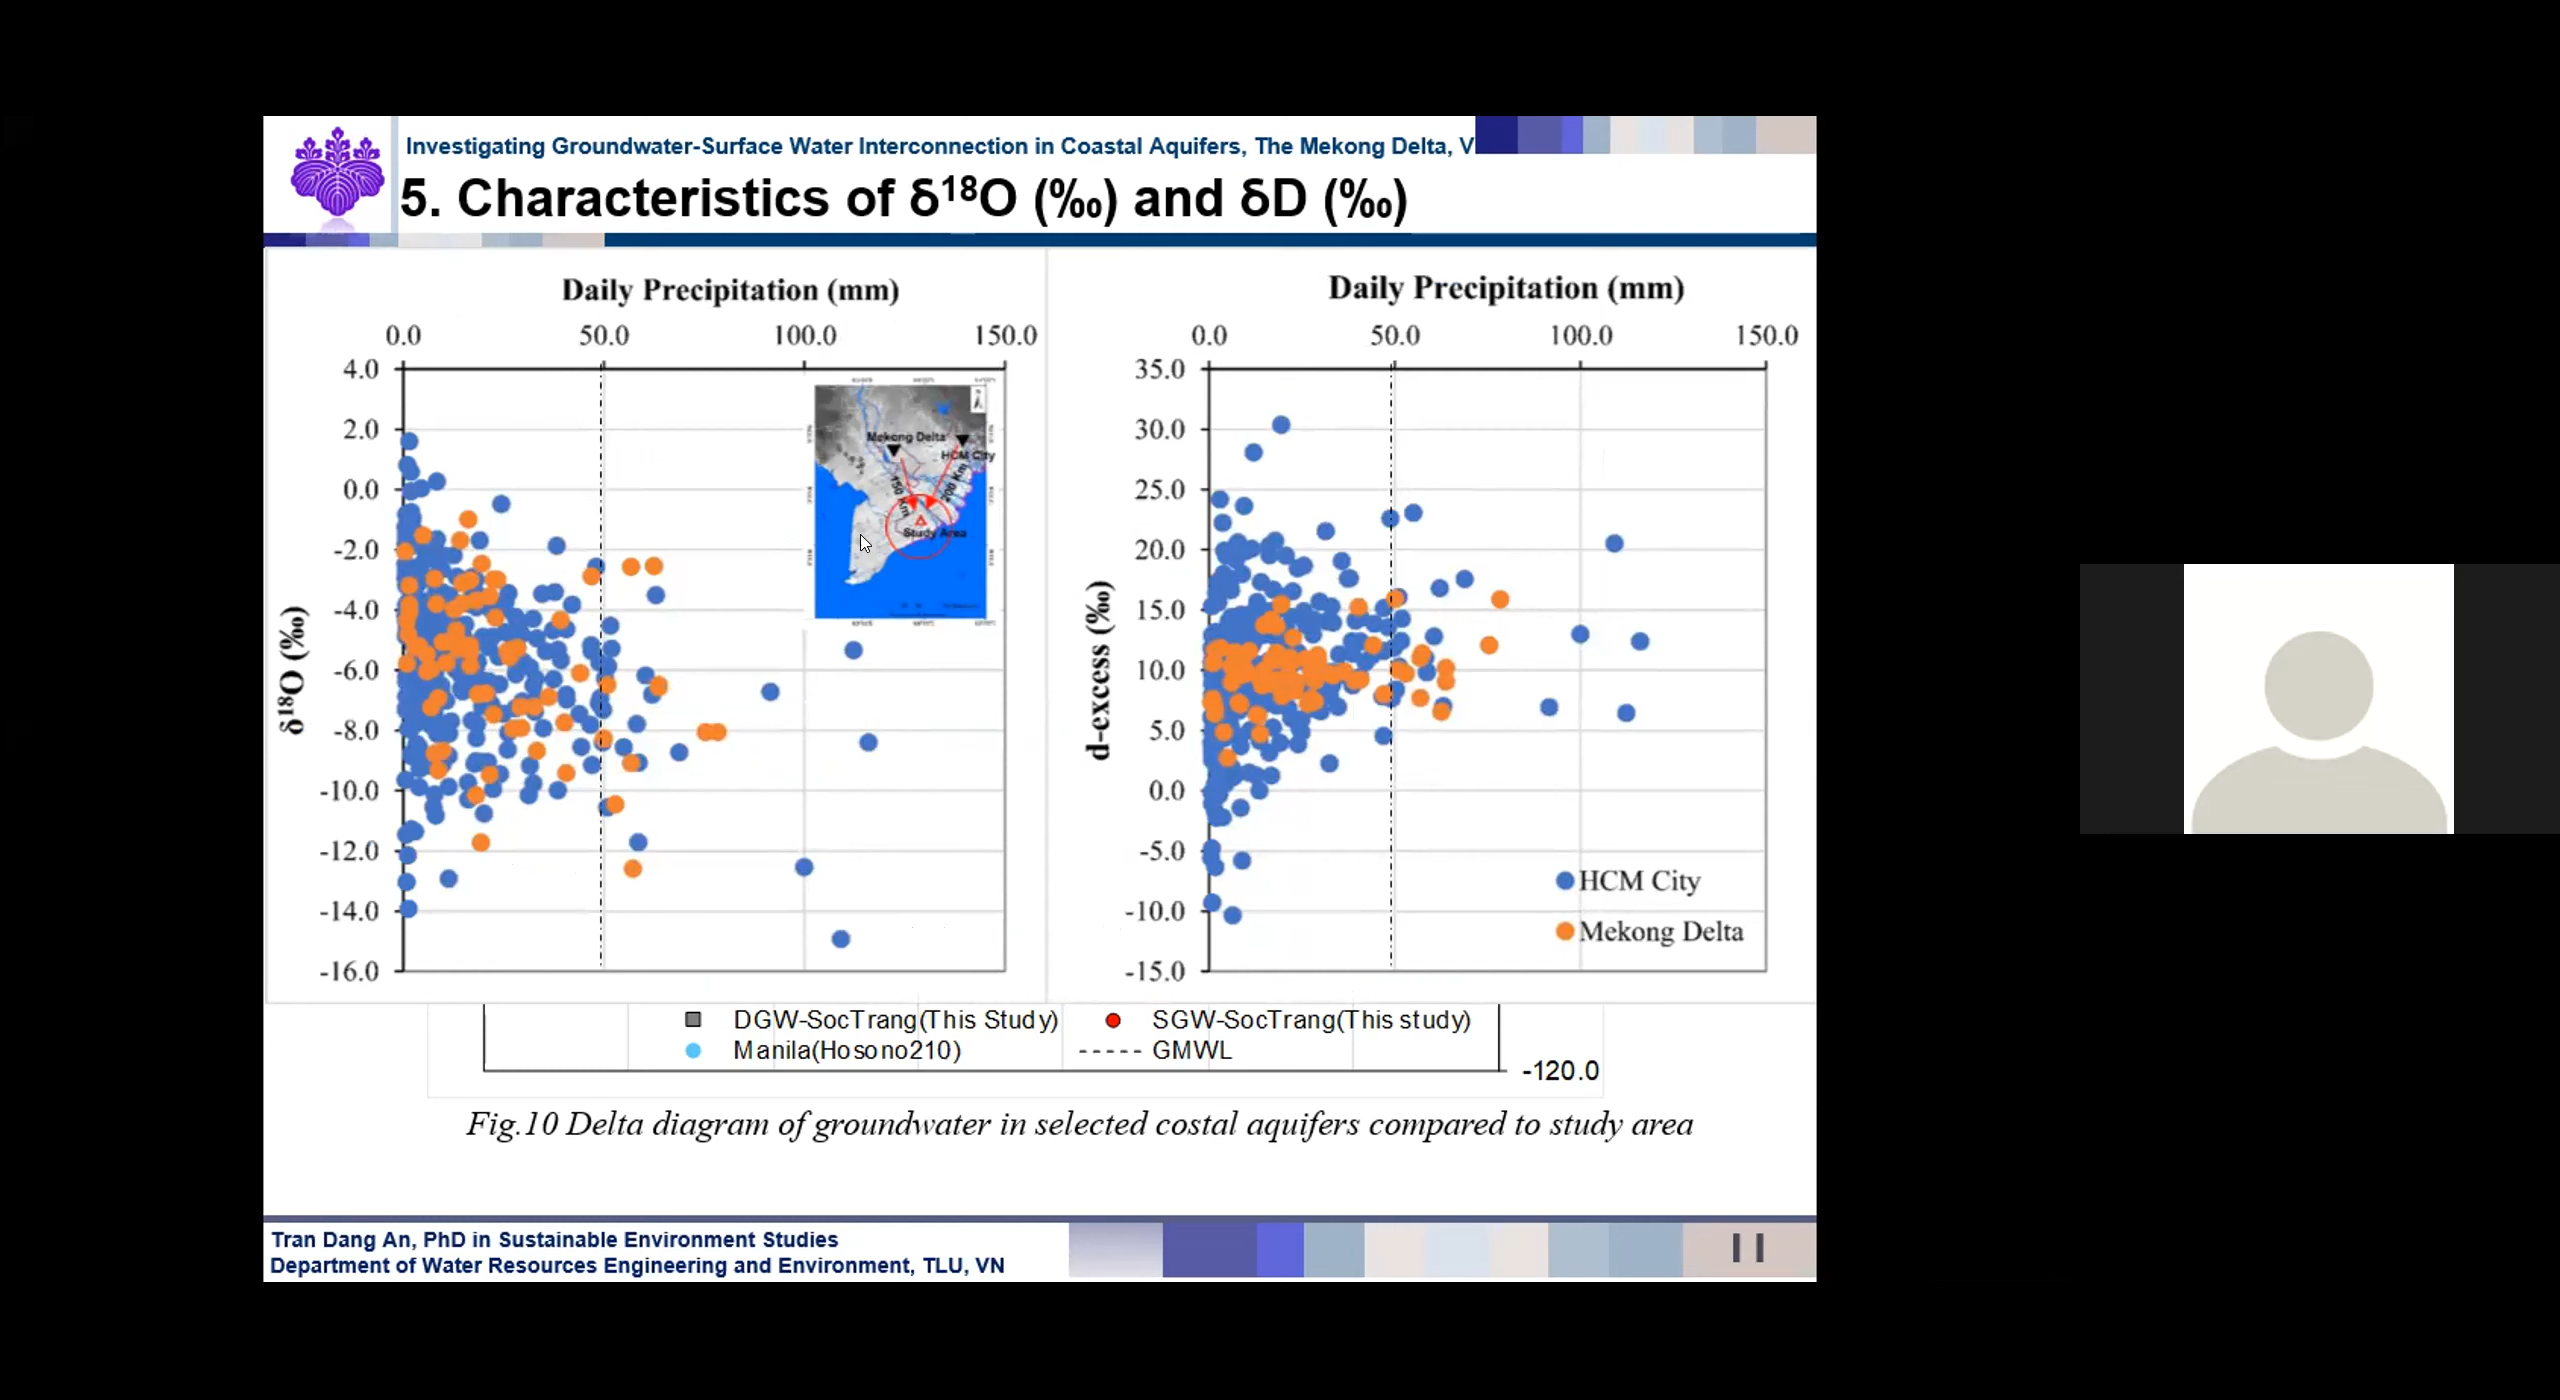 Investigating Groundwater-Surface Water Interconnection in Coastal Aquifers, The Mekong Delta, V
5. Characteristics of δ¹⁸O (‰) and δD (‰)
Daily Precipitation (mm)
0.0 50.0 100.0 150.0
4.0
2.0
0.0
-2.0
-4.0
-6.0
-8.0
-10.0
-12.0
-14.0
-16.0
δ¹⁸O (‰)
Mekong Delta
HCM City
150 Km
200 Km
Study Area
Daily Precipitation (mm)
0.0 50.0 100.0 150.0
35.0
30.0
25.0
20.0
15.0
10.0
5.0
0.0
-5.0
-10.0
-15.0
d-excess (‰)
HCM City
Mekong Delta
DGW-SocTrang(This Study) SGW-SocTrang(This study)
Manila(Hosono210) GMWL
-120.0
Fig.10 Delta diagram of groundwater in selected costal aquifers compared to study area
Tran Dang An, PhD in Sustainable Environment Studies
Department of Water Resources Engineering and Environment, TLU, VN
11